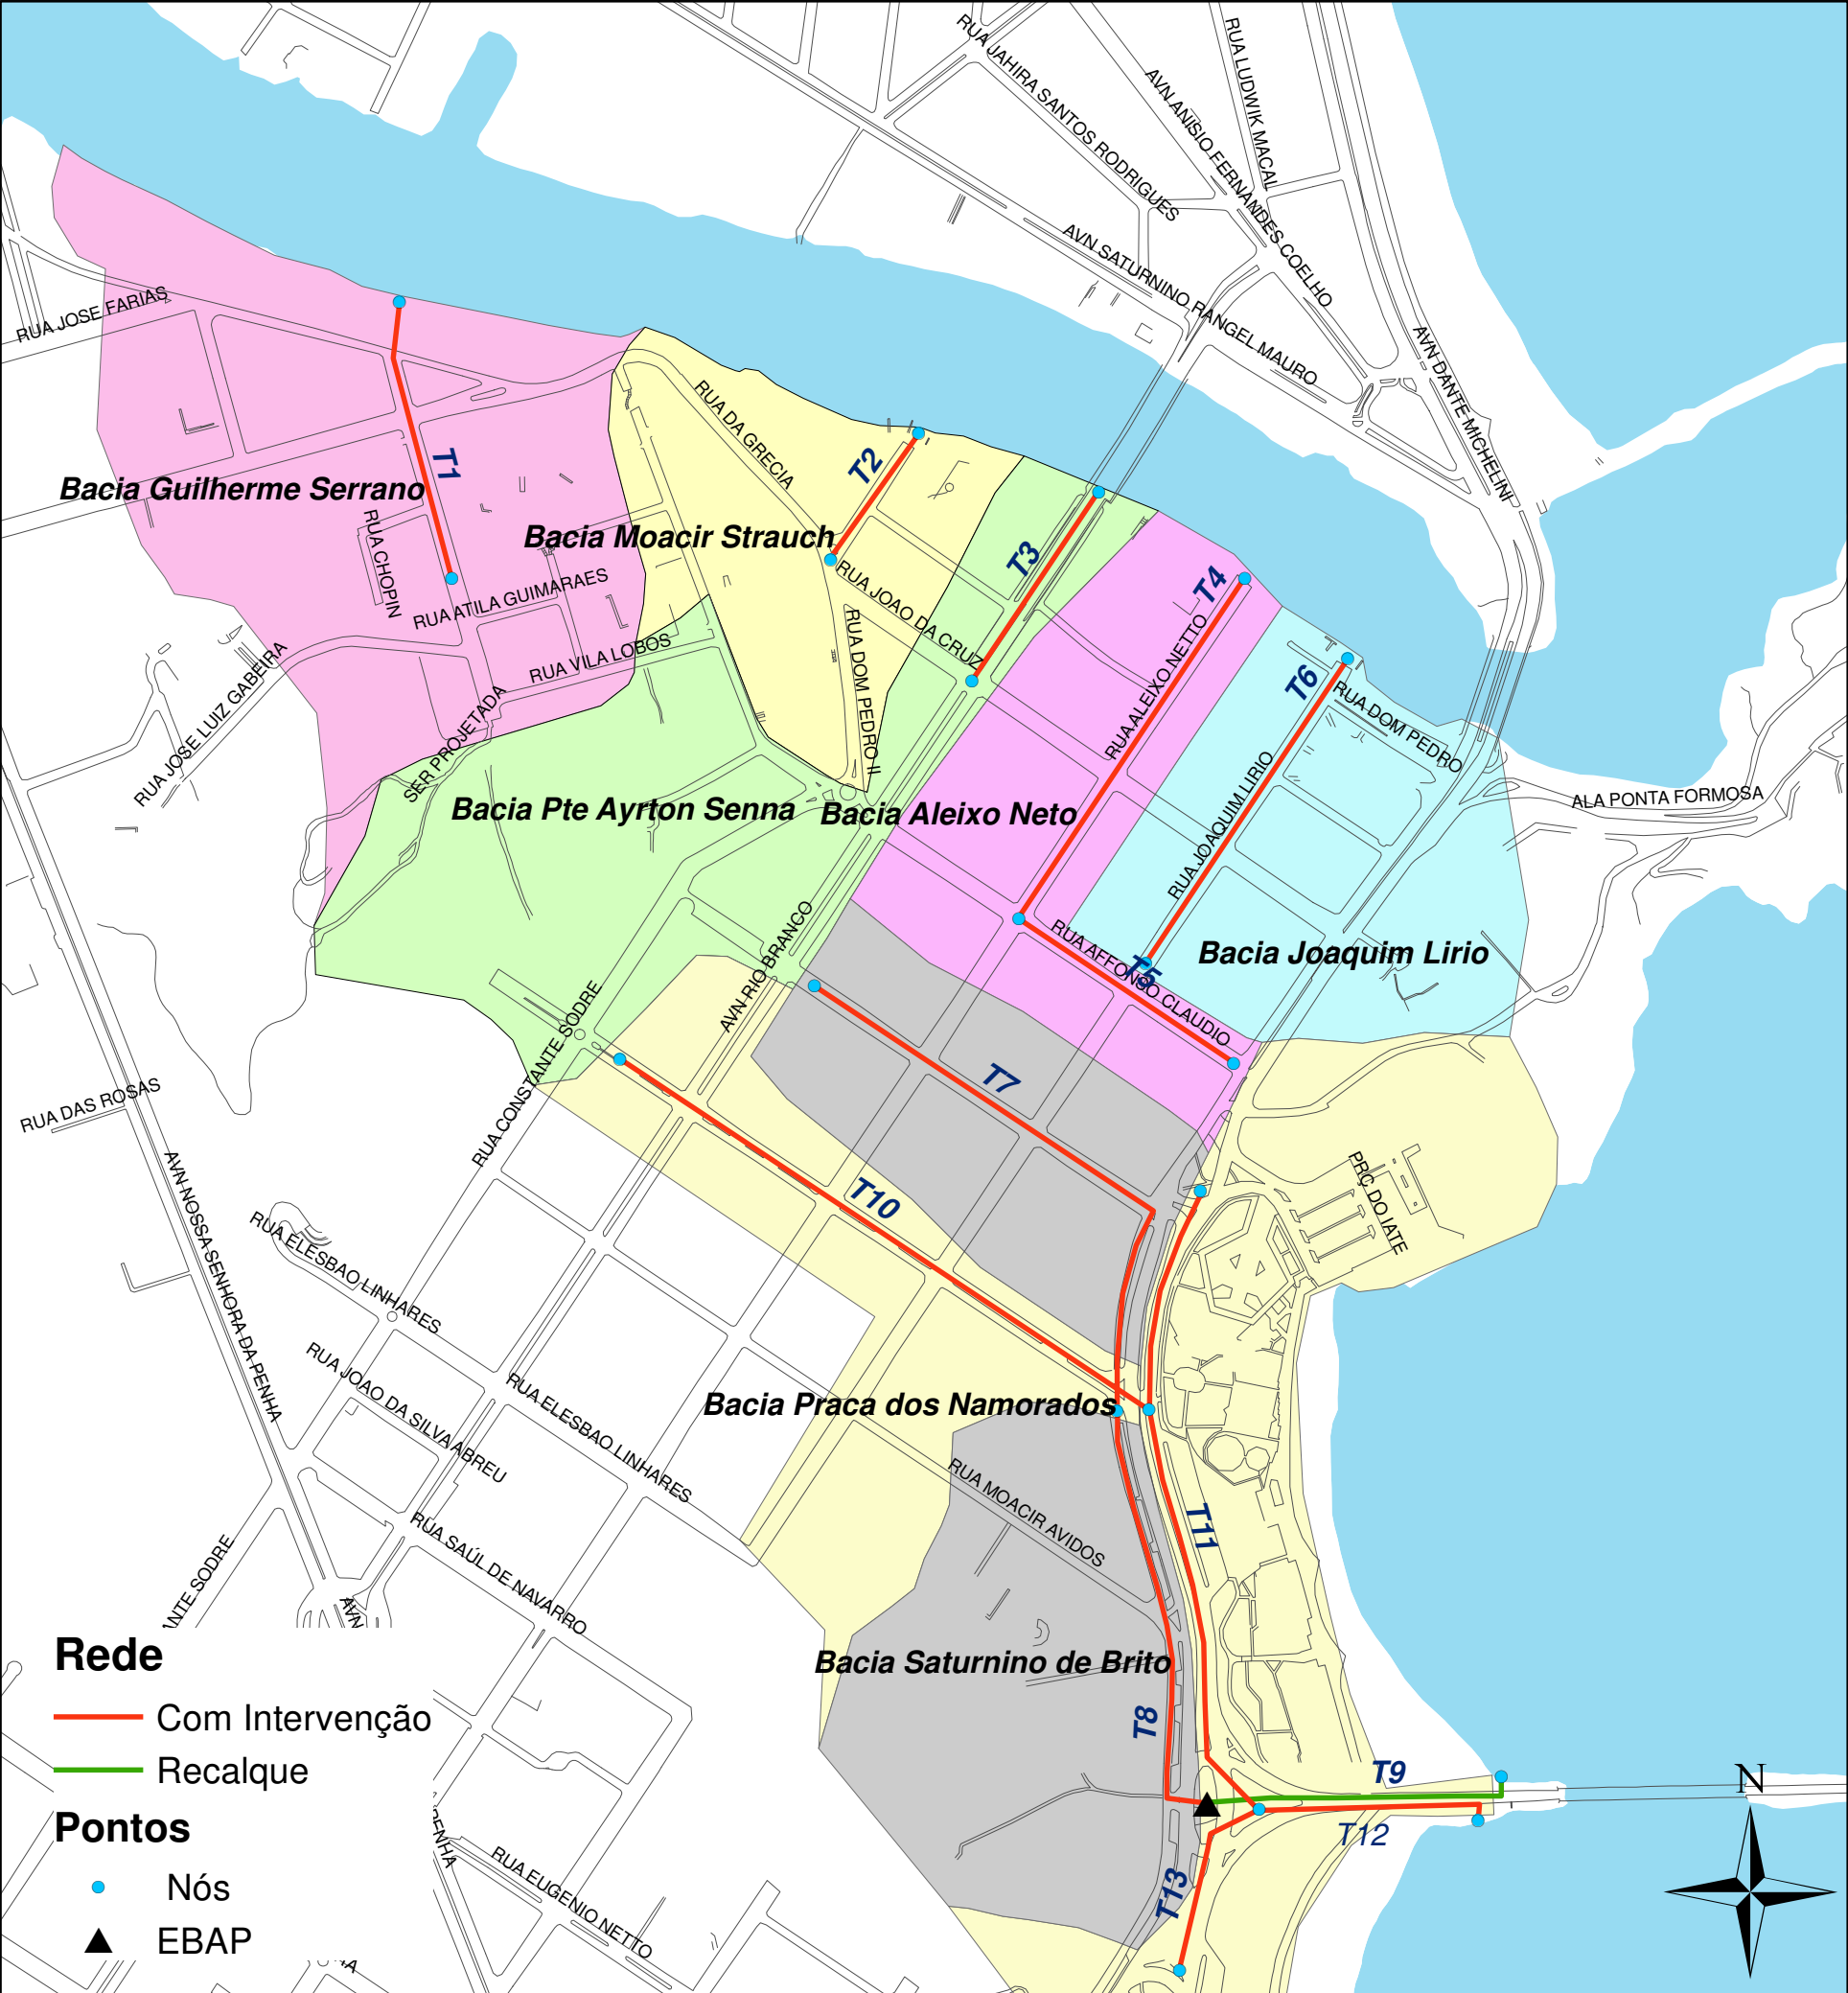 RUA JAHIRA SANTOS RODRIGUES
AVN ANISIO FERNANDES COELHO
RUA LUDWIK MACAL
AVN SATURNINO RANGEL MAURO
AVN DANTE MICHELINI
RUA JOSE FARIAS
RUA DA GRECIA
T1
T2
T3
T4
Bacia Guilherme Serrano
Bacia Moacir Strauch
RUA CHOPIN
RUA ATILA GUIMARAES
RUA JOAO DA CRUZ
RUA VILA LOBOS
RUA DOM PEDRO II
RUA ALEIXO NETTO
T6
RUA DOM PEDRO
RUA JOSE LUIZ GABEIRA
SER PROJETADA
Bacia Pte Ayrton Senna
Bacia Aleixo Neto
RUA JOAQUIM LIRIO
ALA PONTA FORMOSA
AVN RIO BRANCO
RUA AFFONSO CLAUDIO
T5
Bacia Joaquim Lirio
RUA CONSTANTE SODRE
RUA DAS ROSAS
T7
T10
PRC DO IATE
AVN NOSSA SENHORA DA PENHA
RUA ELESBAO LINHARES
RUA JOAO DA SILVA ABREU
RUA ELESBAO LINHARES
Bacia Praca dos Namorados
RUA MOACIR AVIDOS
T11
RUA SAÚL DE NAVARRO
ANTE SODRE
AVN
Bacia Saturnino de Brito
T8
T9
T12
T13
ENHA
RUA EUGENIO NETTO
Rede
Com Intervenção
Recalque
Pontos
Nós
EBAP
N